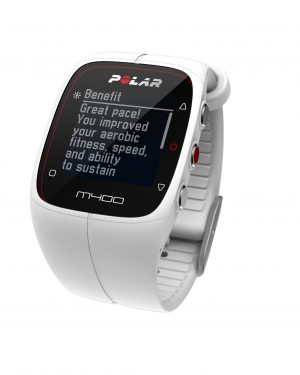 POLAR
Benefit
Great pace!
You improved
your aerobic
fitness, speed,
and ability
to sustain
M400